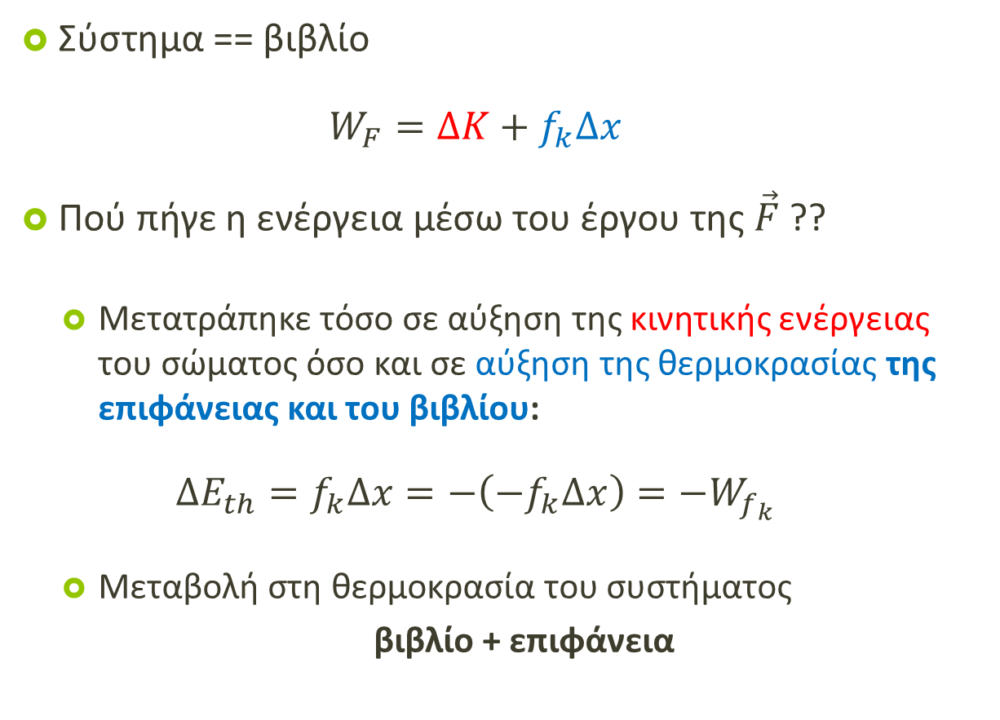 Σύστημα == βιβλίο
$W_F = \Delta K + f_k \Delta x$
Πού πήγε η ενέργεια μέσω του έργου της $\vec{F}$ ??
Μετατράπηκε τόσο σε αύξηση της κινητικής ενέργειας
του σώματος όσο και σε αύξηση της θερμοκρασίας της
επιφάνειας και του βιβλίου:
$\Delta E_{th} = f_k \Delta x = -(-f_k \Delta x) = -W_{f_k}$
Μεταβολή στη θερμοκρασία του συστήματος
βιβλίο + επιφάνεια